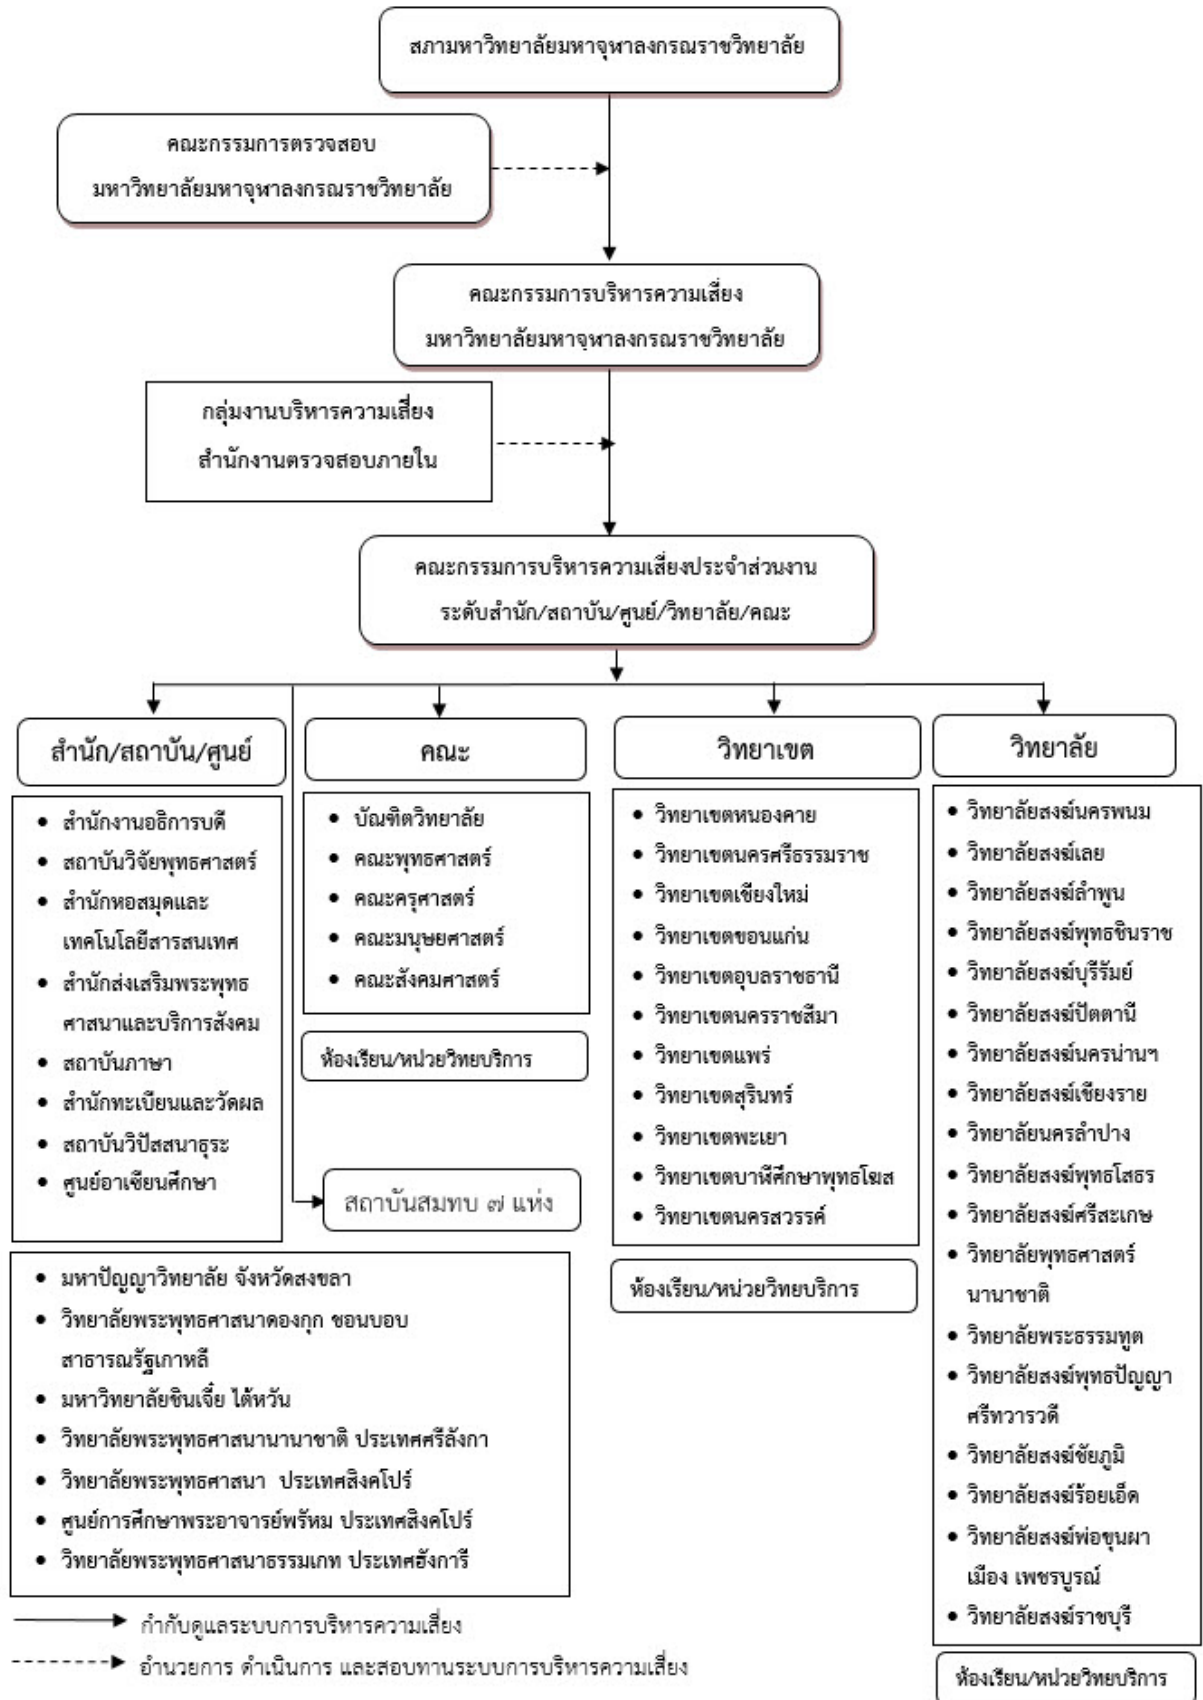 สภามหาวิทยาลัยมหาจุฬาลงกรณราชวิทยาลัย
คณะกรรมการตรวจสอบ
มหาวิทยาลัยมหาจุฬาลงกรณราชวิทยาลัย
คณะกรรมการบริหารความเสี่ยง
มหาวิทยาลัยมหาจุฬาลงกรณราชวิทยาลัย
กลุ่มงานบริหารความเสี่ยง
สำนักงานตรวจสอบภายใน
คณะกรรมการบริหารความเสี่ยงประจำส่วนงาน
ระดับสำนัก/สถาบัน/ศูนย์/วิทยาลัย/คณะ
สำนัก/สถาบัน/ศูนย์
• สำนักงานอธิการบดี
• สถาบันวิจัยพุทธศาสตร์
• สำนักหอสมุดและ
เทคโนโลยีสารสนเทศ
• สำนักส่งเสริมพระพุทธ
ศาสนาและบริการสังคม
• สถาบันภาษา
• สำนักทะเบียนและวัดผล
• สถาบันวิปัสสนาธุระ
• ศูนย์อาเซียนศึกษา
คณะ
• บัณฑิตวิทยาลัย
• คณะพุทธศาสตร์
• คณะครุศาสตร์
• คณะมนุษยศาสตร์
• คณะสังคมศาสตร์
ห้องเรียน/หน่วยวิทยบริการ
สถาบันสมทบ ๗ แห่ง
วิทยาเขต
• วิทยาเขตหนองคาย
• วิทยาเขตนครศรีธรรมราช
• วิทยาเขตเชียงใหม่
• วิทยาเขตขอนแก่น
• วิทยาเขตอุบลราชธานี
• วิทยาเขตนครราชสีมา
• วิทยาเขตแพร่
• วิทยาเขตสุรินทร์
• วิทยาเขตพะเยา
• วิทยาเขตบาฬีศึกษาพุทธโฆส
• วิทยาเขตนครสวรรค์
ห้องเรียน/หน่วยวิทยบริการ
วิทยาลัย
• วิทยาลัยสงฆ์นครพนม
• วิทยาลัยสงฆ์เลย
• วิทยาลัยสงฆ์ลำพูน
• วิทยาลัยสงฆ์พุทธชินราช
• วิทยาลัยสงฆ์บุรีรัมย์
• วิทยาลัยสงฆ์ปัตตานี
• วิทยาลัยสงฆ์นครน่านฯ
• วิทยาลัยสงฆ์เชียงราย
• วิทยาลัยนครลำปาง
• วิทยาลัยสงฆ์พุทธโสธร
• วิทยาลัยสงฆ์ศรีสะเกษ
• วิทยาลัยพุทธศาสตร์
นานาชาติ
• วิทยาลัยพระธรรมทูต
• วิทยาลัยสงฆ์พุทธปัญญา
ศรีทวารวดี
• วิทยาลัยสงฆ์ชัยภูมิ
• วิทยาลัยสงฆ์ร้อยเอ็ด
• วิทยาลัยสงฆ์พ่อขุนผา
เมือง เพชรบูรณ์
• วิทยาลัยสงฆ์ราชบุรี
ห้องเรียน/หน่วยวิทยบริการ
• มหาปัญญาวิทยาลัย จังหวัดสงขลา
• วิทยาลัยพระพุทธศาสนาดองกุก ชอนบอบ
สาธารณรัฐเกาหลี
• มหาวิทยาลัยชินเจี๋ย ไต้หวัน
• วิทยาลัยพระพุทธศาสนานานาชาติ ประเทศศรีลังกา
• วิทยาลัยพระพุทธศาสนา ประเทศสิงคโปร์
• ศูนย์การศึกษาพระอาจารย์พรัหม ประเทศสิงคโปร์
• วิทยาลัยพระพุทธศาสนาธรรมเกท ประเทศฮังการี
กำกับดูแลระบบการบริหารความเสี่ยง
อำนวยการ ดำเนินการ และสอบทานระบบการบริหารความเสี่ยง